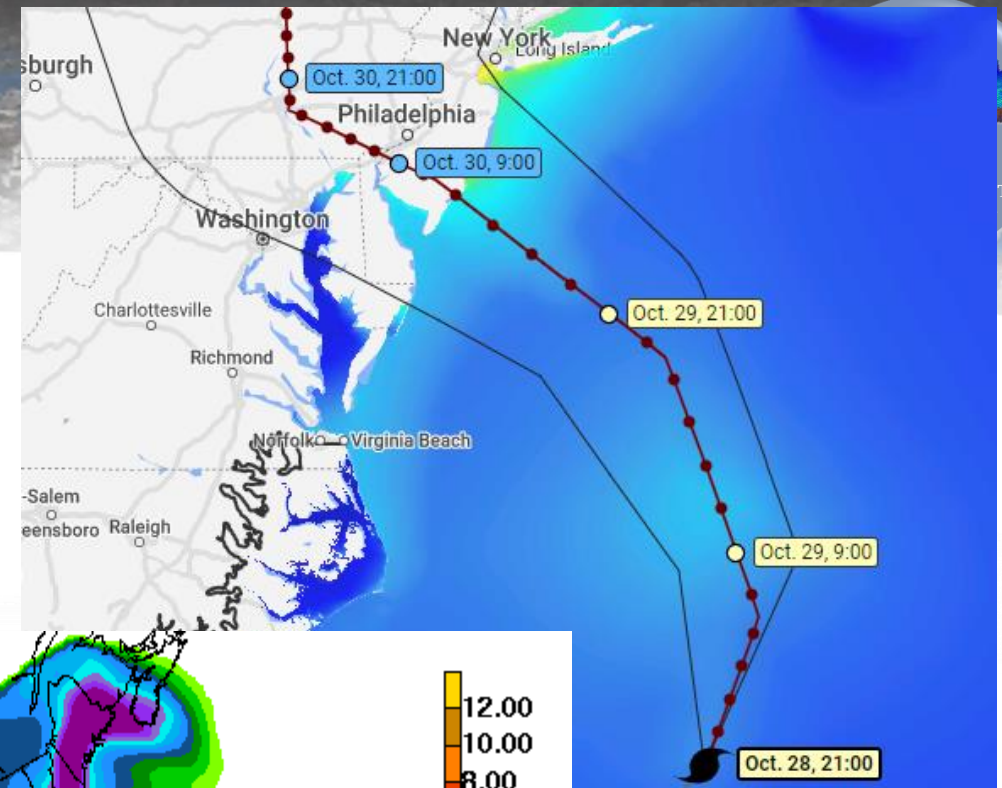 New York
Long Island
sburgh
Oct. 30, 21:00
Philadelphia
Oct. 30, 9:00
Washington
Charlottesville
Oct. 29, 21:00
Richmond
Norfolk
Virginia Beach
-Salem
eensboro
Raleigh
Oct. 29, 9:00
12.00
10.00
8.00
Oct. 28, 21:00